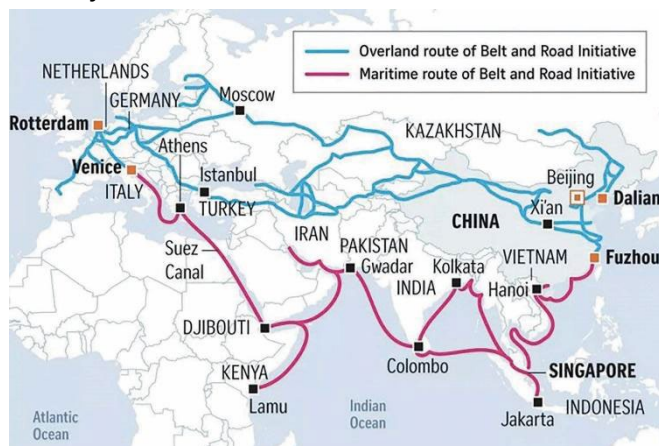 Overland route of Belt and Road Initiative
Maritime route of Belt and Road Initiative
NETHERLANDS
GERMANY
Moscow
Rotterdam
KAZAKHSTAN
Athens
Venice
Istanbul
Beijing
ITALY
TURKEY
Xi'an
Dalian
CHINA
IRAN
Suez
Canal
PAKISTAN
Gwadar
Kolkata
VIETNAM
Fuzhou
INDIA
Hanoi
DJIBOUTI
KENYA
Colombo
SINGAPORE
Lamu
Atlantic
Ocean
Indian
Ocean
Jakarta
INDONESIA